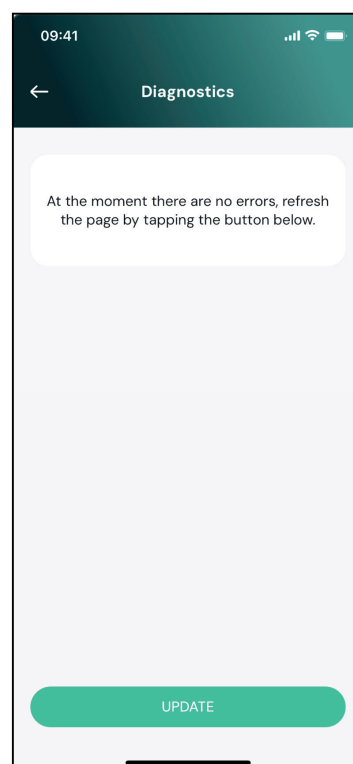 09:41
Diagnostics
At the moment there are no errors, refresh
the page by tapping the button below.
UPDATE